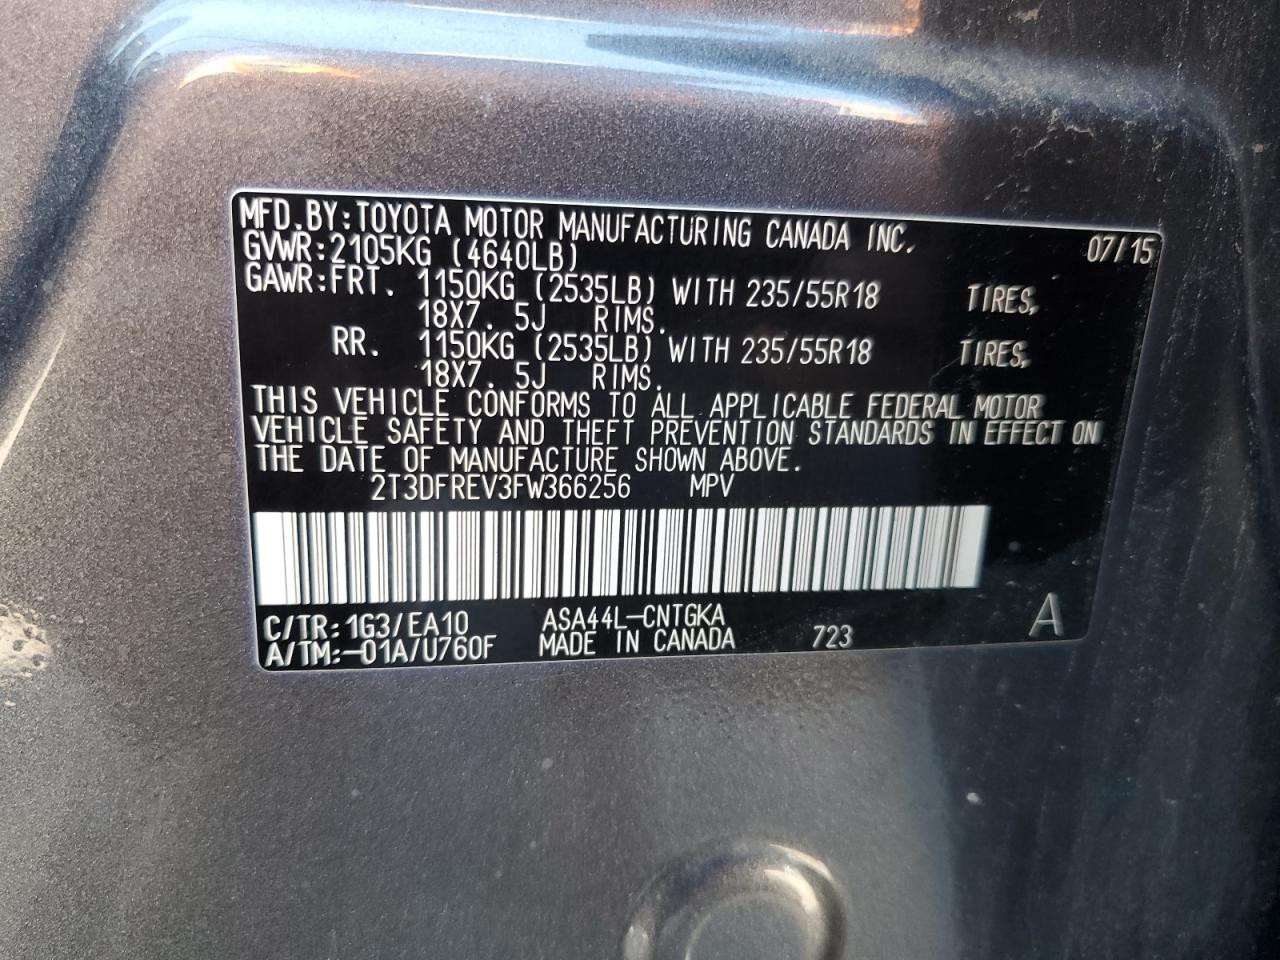 MFD.BY:TOYOTA MOTOR MANUFACTURING CANADA INC. 07/15
GVWR:2105KG (4640LB)
GAWR:FRT. 1150KG (2535LB) WITH 235/55R18 TIRES,
18X7. 5J RIMS.
RR. 1150KG (2535LB) WITH 235/55R18 TIRES,
18X7. 5J RIMS.
THIS VEHICLE CONFORMS TO ALL APPLICABLE FEDERAL MOTOR
VEHICLE SAFETY AND THEFT PREVENTION STANDARDS IN EFFECT ON
THE DATE OF MANUFACTURE SHOWN ABOVE.
2T3DFREV3FW366256 MPV
C/TR:1G3/EA10 ASA44L-CNTGKA
A/TM:-01A/U760F MADE IN CANADA 723 A